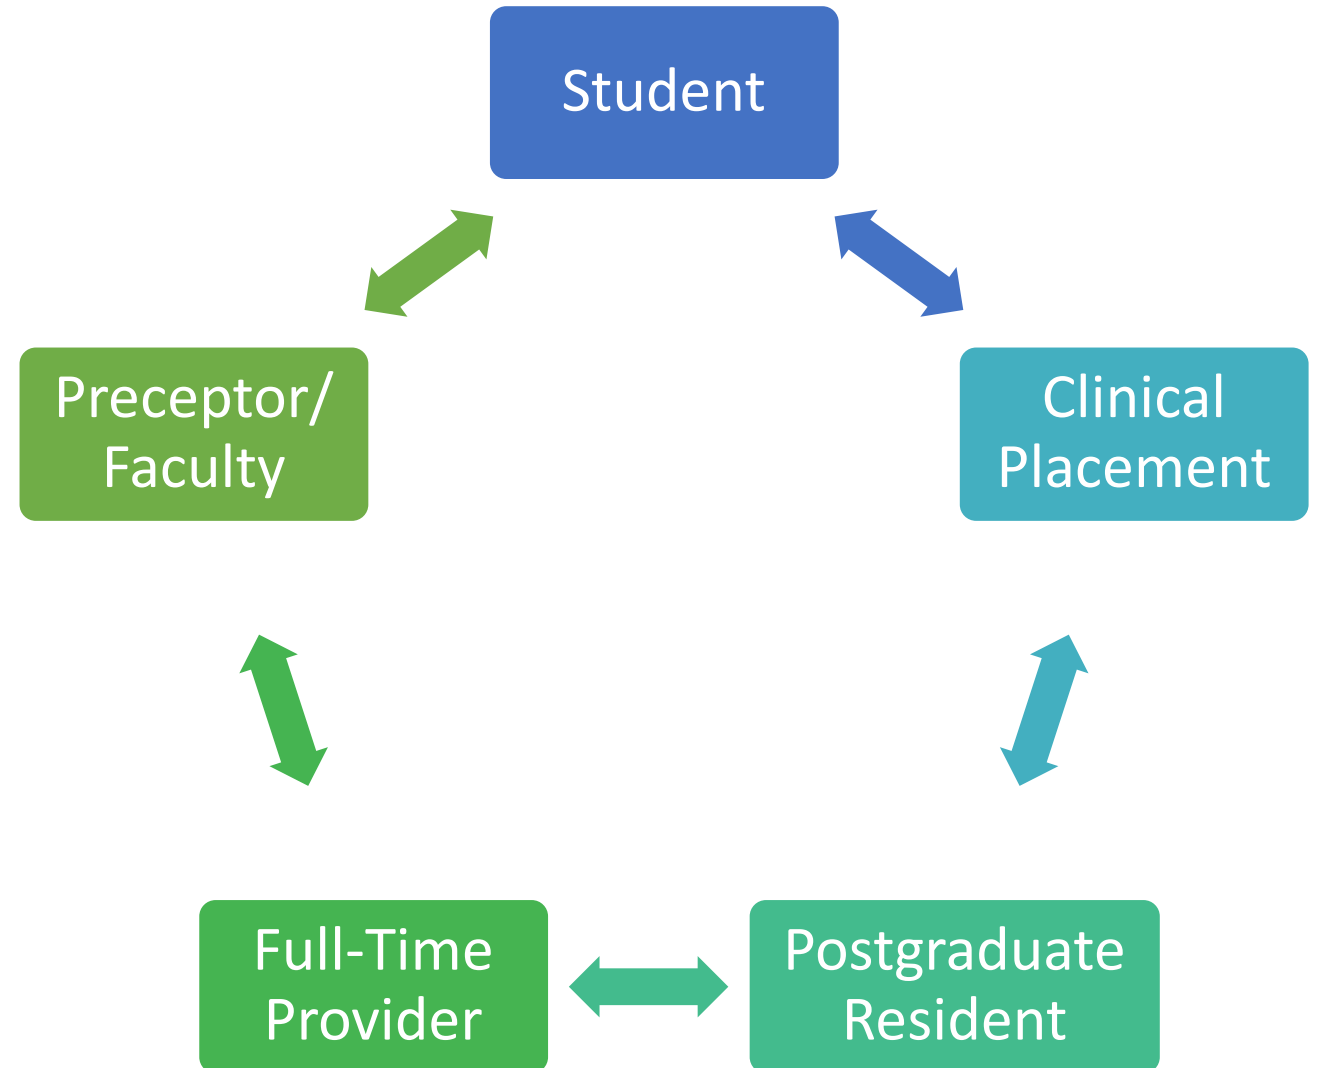 Student
Preceptor/
Faculty
Clinical
Placement
Full-Time
Provider
Postgraduate
Resident